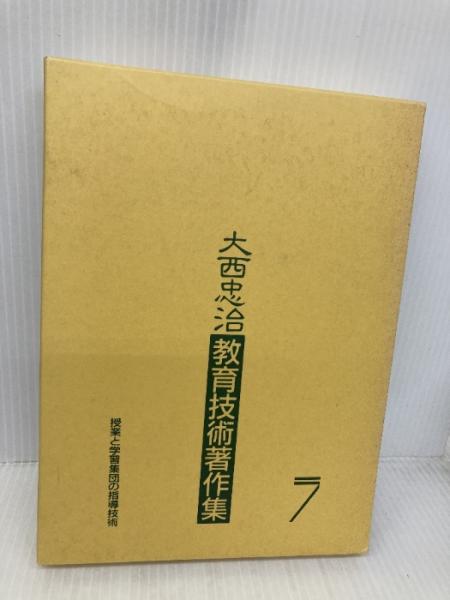 大西忠治
教育技術著作集
7
授業と学習集団の指導技術